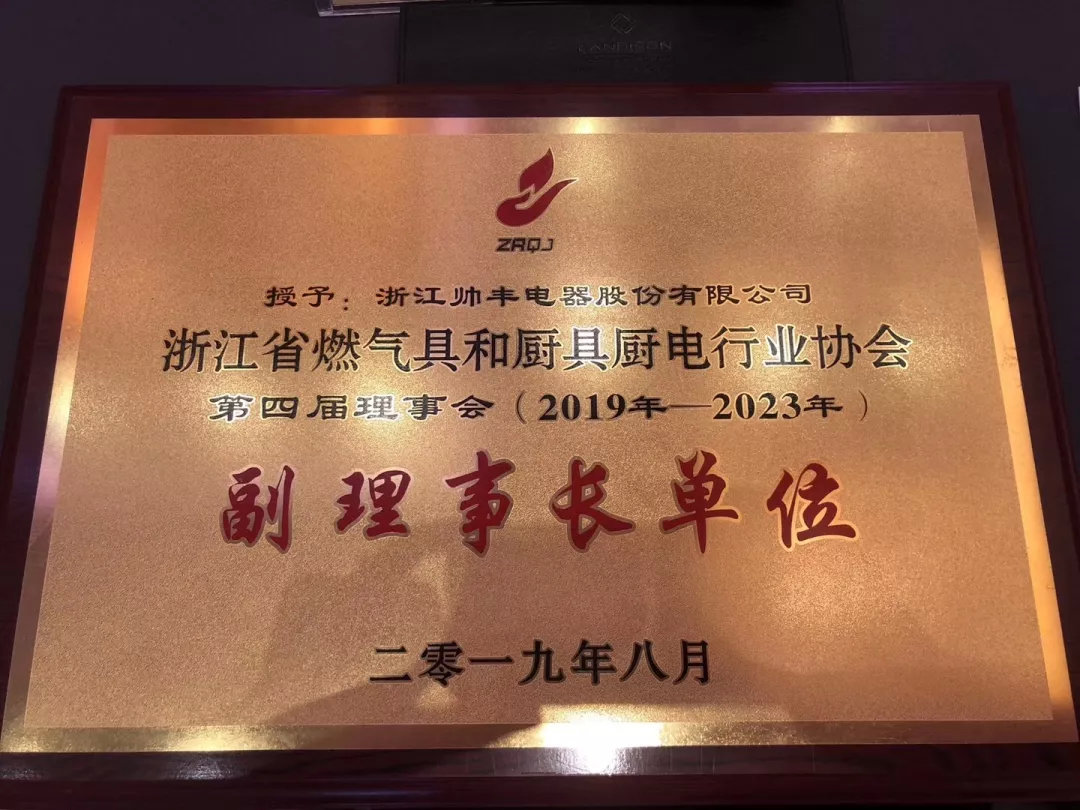 ZRQJ
授予：浙江帅丰电器股份有限公司
浙江省燃气具和厨具厨电行业协会
第四届理事会（2019年—2023年）
副理事长单位
二零一九年八月